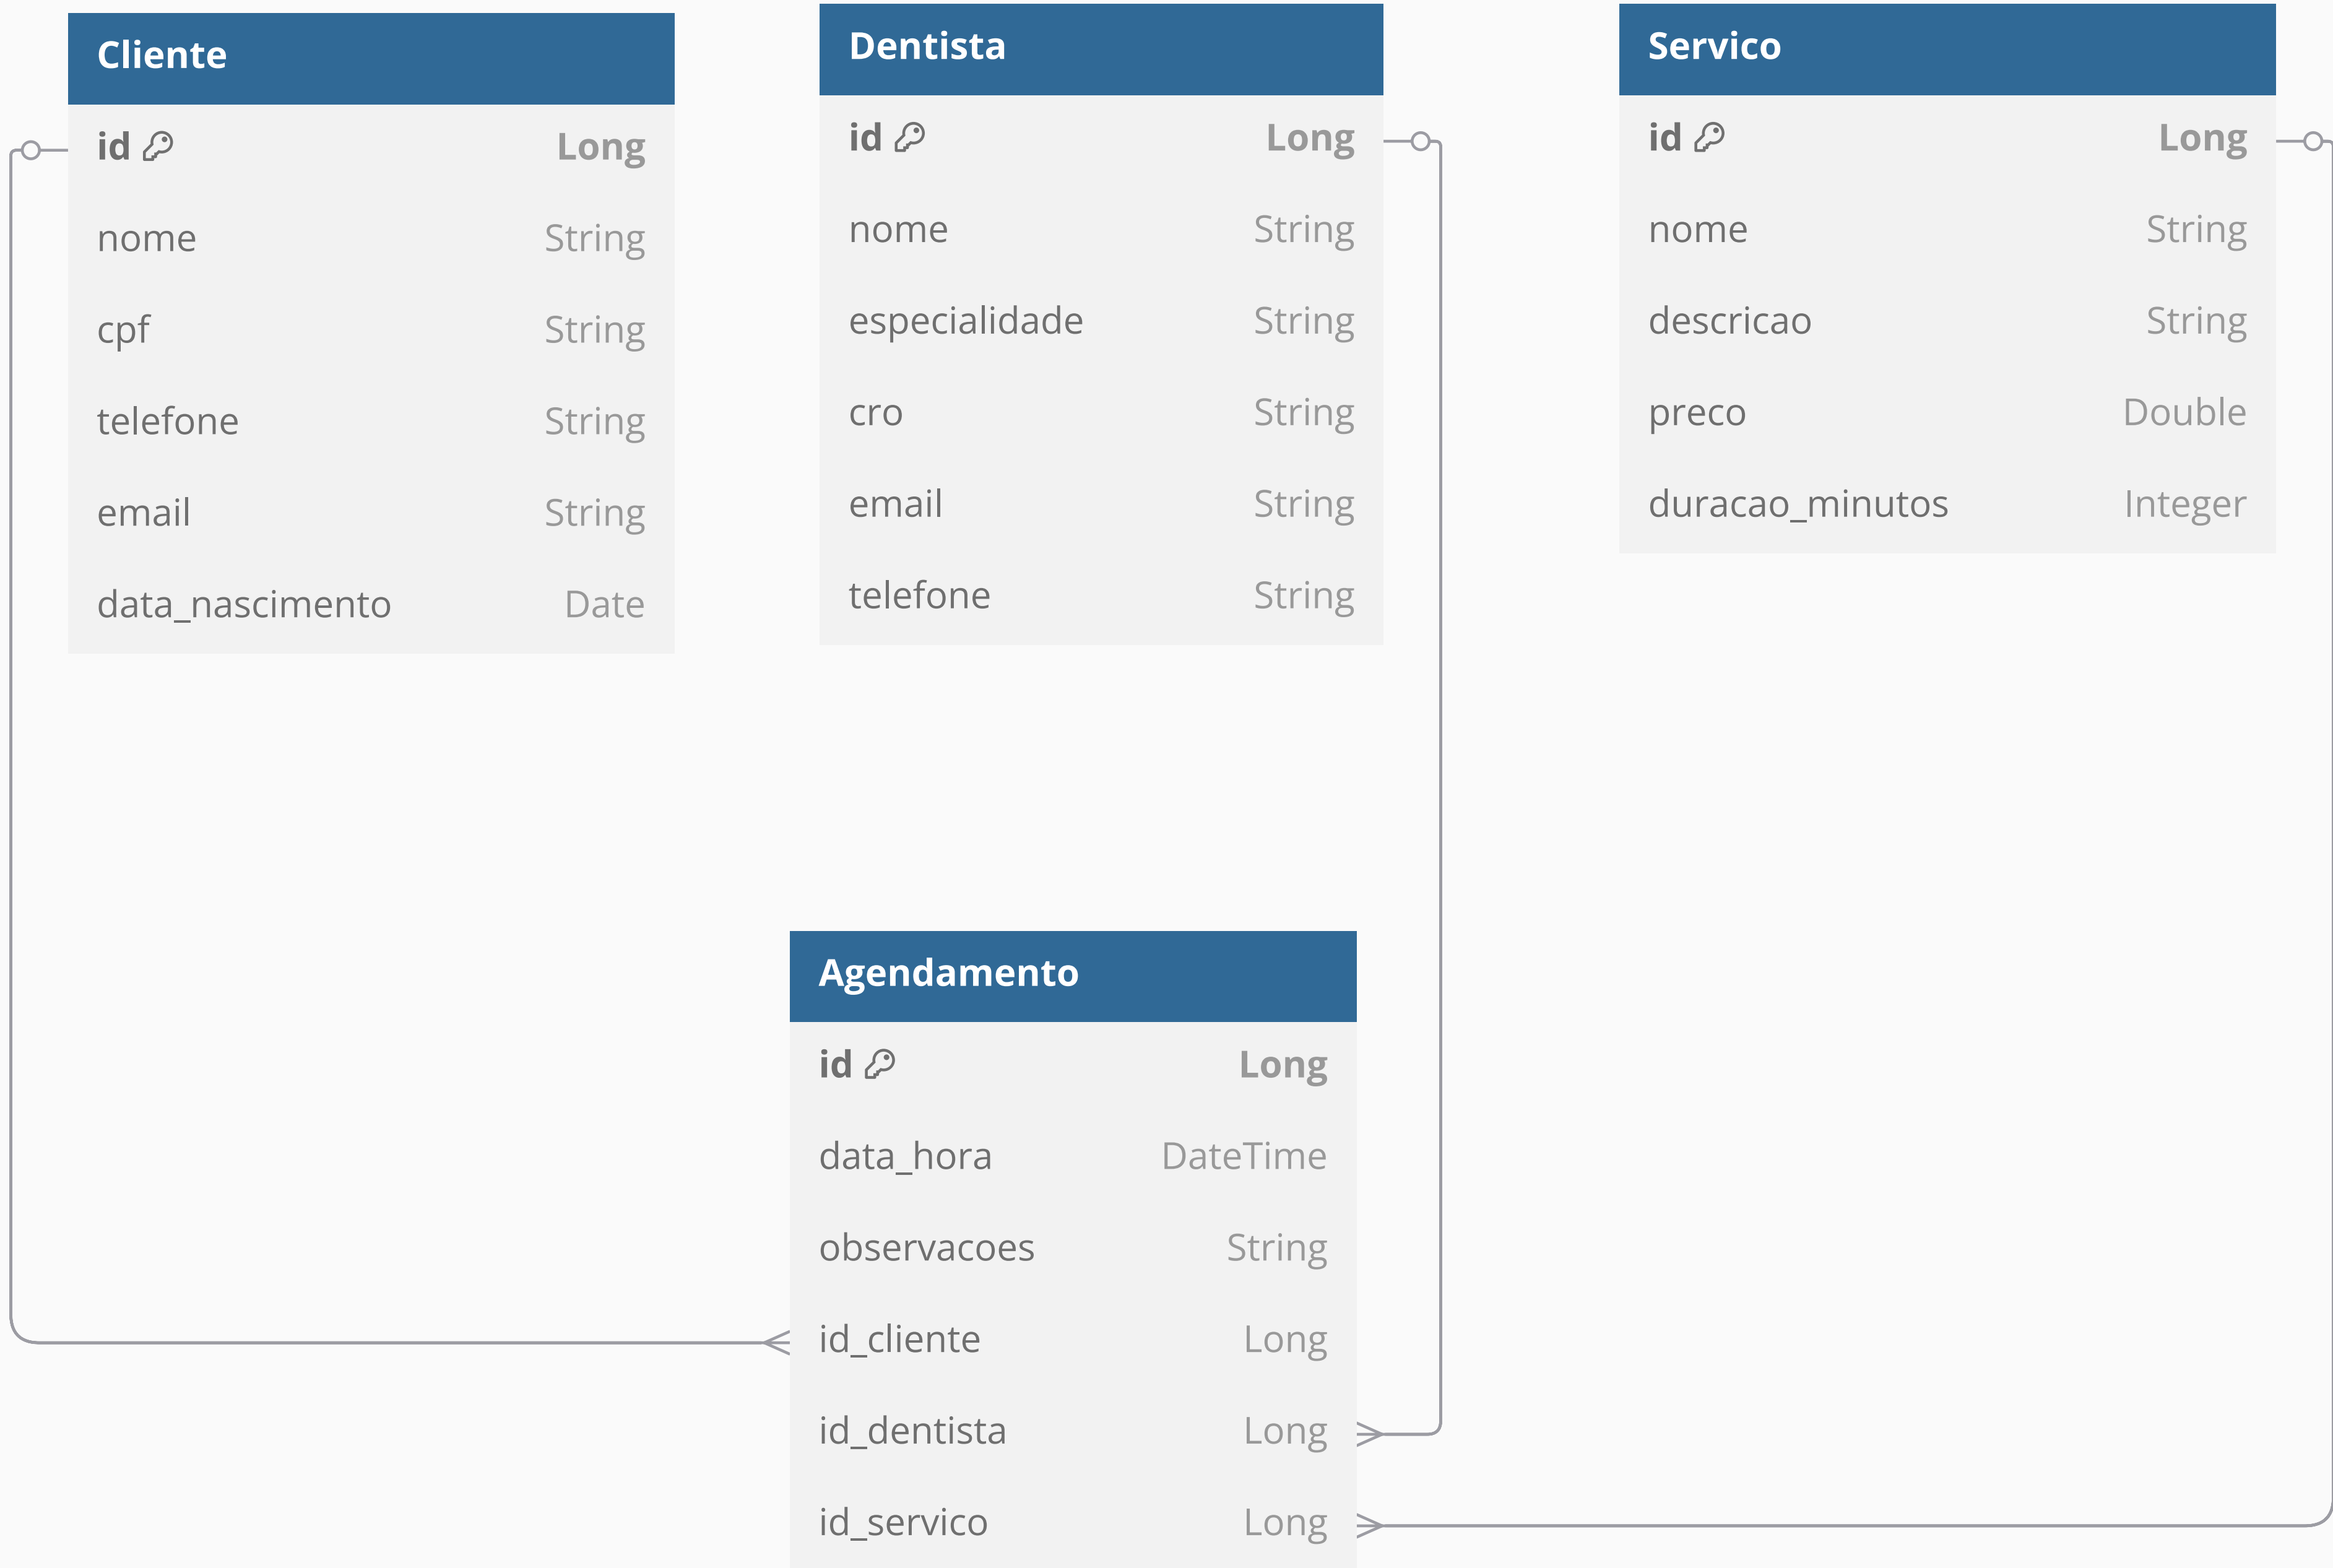 Cliente
id Long
nome String
cpf String
telefone String
email String
data_nascimento Date
Dentista
id Long
nome String
especialidade String
cro String
email String
telefone String
Servico
id Long
nome String
descricao String
preco Double
duracao_minutos Integer
Agendamento
id Long
data_hora DateTime
observacoes String
id_cliente Long
id_dentista Long
id_servico Long